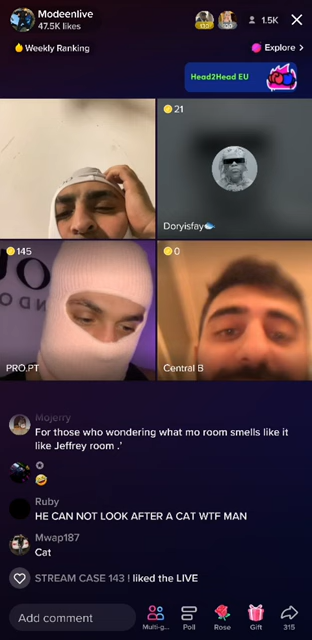 Modeenlive
47.5K likes
1.5K
Weekly Ranking
Explore >
Head2Head EU
21
Doryisfay
145
PRO.PT
0
Central B
Mojerry
For those who wondering what mo room smells like it
like Jeffrey room .'
Ruby
HE CAN NOT LOOK AFTER A CAT WTF MAN
Mwap187
Cat
STREAM CASE 143 ! liked the LIVE
Add comment
Multi-g...
Poll
Rose
Gift
315